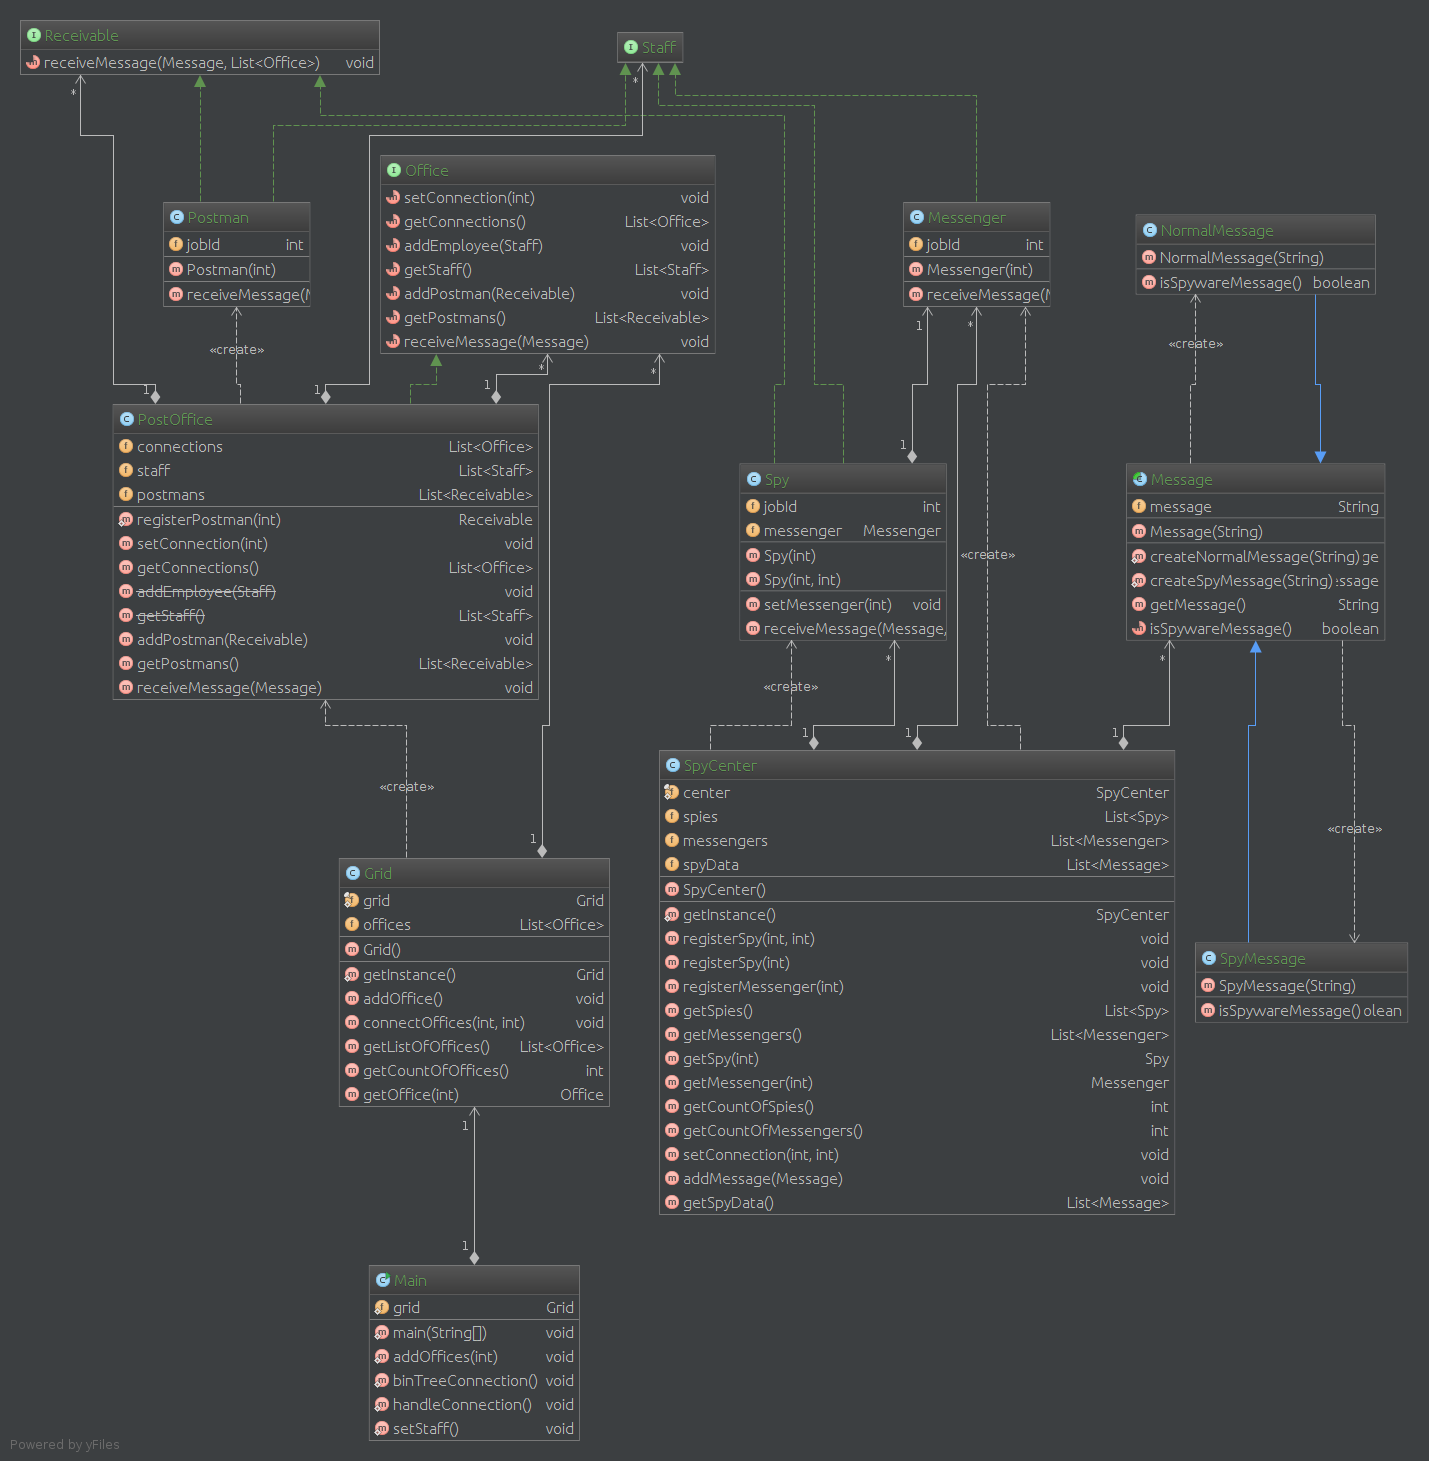 Receivable
receiveMessage(Message, List<Office>) void
Staff
*
*
Office
setConnection(int) void
getConnections() List<Office>
addEmployee(Staff) void
getStaff() List<Staff>
addPostman(Receivable) void
getPostmans() List<Receivable>
receiveMessage(Message) void
Postman
jobId int
Postman(int)
receiveMessage(M
Messenger
jobId int
Messenger(int)
receiveMessage(M
NormalMessage
NormalMessage(String)
isSpywareMessage() boolean
1
*
«create»
«create»
*
*
1
1
1
PostOffice
connections List<Office>
staff List<Staff>
postmans List<Receivable>
registerPostman(int) Receivable
setConnection(int) void
getConnections() List<Office>
addEmployee(Staff) void
getStaff() List<Staff>
addPostman(Receivable) void
getPostmans() List<Receivable>
receiveMessage(Message) void
1
Spy
jobId int
messenger Messenger
Spy(int)
Spy(int, int)
setMessenger(int) void
receiveMessage(Message,
«create»
Message
message String
Message(String)
createNormalMessage(String) ge
createSpyMessage(String) ssage
getMessage() String
isSpywareMessage() boolean
*
*
«create»
1
1
1
«create»
1
SpyCenter
center SpyCenter
spies List<Spy>
messengers List<Messenger>
spyData List<Message>
SpyCenter()
getInstance() SpyCenter
registerSpy(int, int) void
registerSpy(int) void
registerMessenger(int) void
getSpies() List<Spy>
getMessengers() List<Messenger>
getSpy(int) Spy
getMessenger(int) Messenger
getCountOfSpies() int
getCountOfMessengers() int
setConnection(int, int) void
addMessage(Message) void
getSpyData() List<Message>
«create»
Grid
grid Grid
offices List<Office>
Grid()
getInstance() Grid
addOffice() void
connectOffices(int, int) void
getListOfOffices() List<Office>
getCountOfOffices() int
getOffice(int) Office
SpyMessage
SpyMessage(String)
isSpywareMessage() olean
1
1
Main
grid Grid
main(String[]) void
addOffices(int) void
binTreeConnection() void
handleConnection() void
setStaff() void
Powered by yFiles